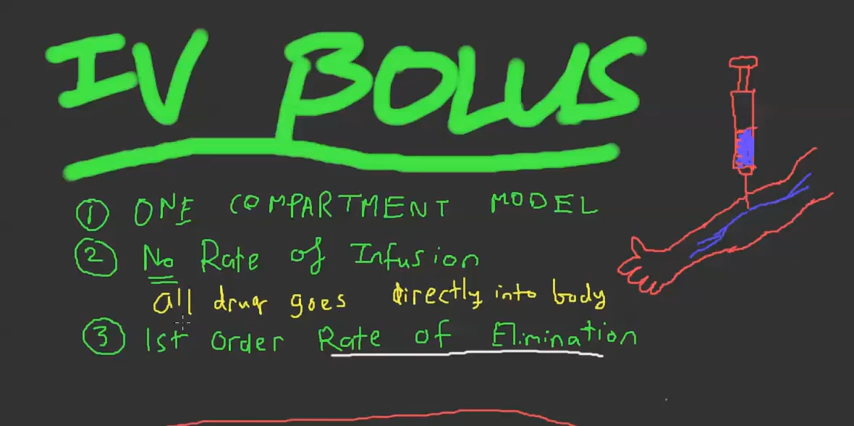 IV BOLUS
① ONE COMPARTMENT MODEL
② No Rate of Infusion
all drug goes directly into body
③ 1st order Rate of Elimination